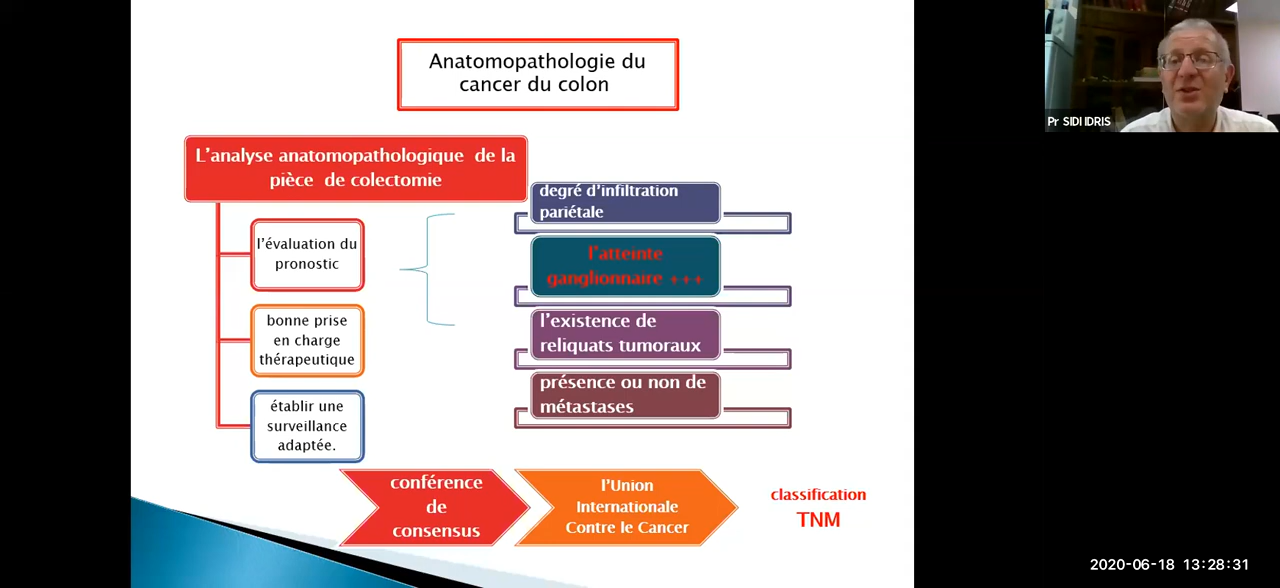 Anatomopathologie du
cancer du colon
L'analyse anatomopathologique de la
pièce de colectomie
l'évaluation du
pronostic
bonne prise
en charge
thérapeutique
établir une
surveillance
adaptée.
degré d'infiltration
pariétale
l'atteinte
ganglionnaire +++
l'existence de
reliquats tumoraux
présence ou non de
métastases
conférence
de
consensus
l'Union
Internationale
Contre le Cancer
classification
TNM
Pr SIDI IDRIS
2020-06-18 13:28:31